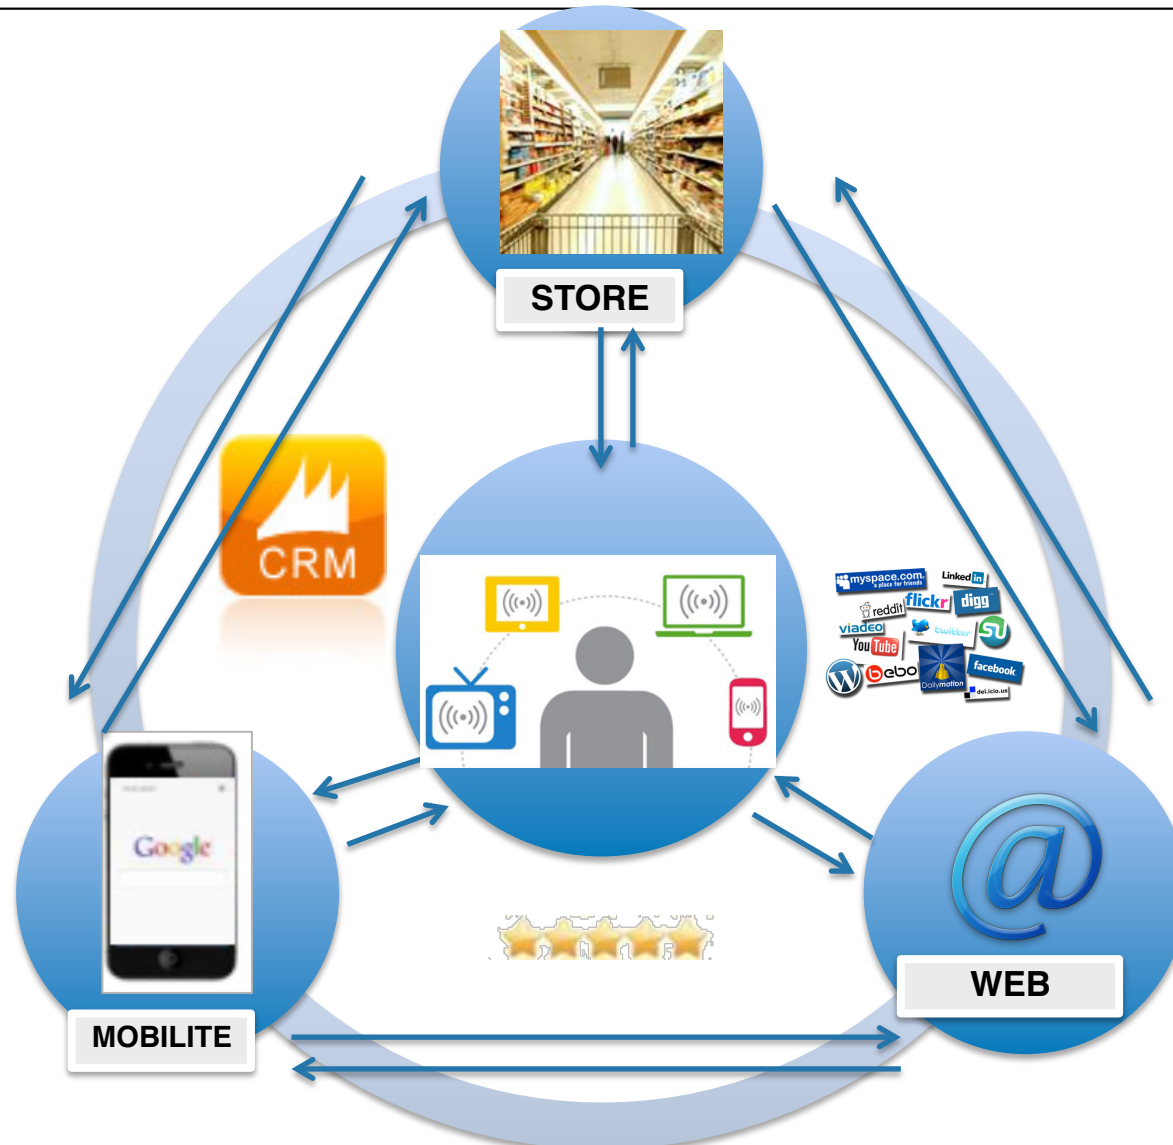 STORE
CRM
myspace.com.
a place for friends
Linked in
reddit
flickr
digg
viadeo
twitter
SU
You Tube
W
bebo
Dailymotion
facebook
del.icio.us
Google
@
WEB
MOBILITE